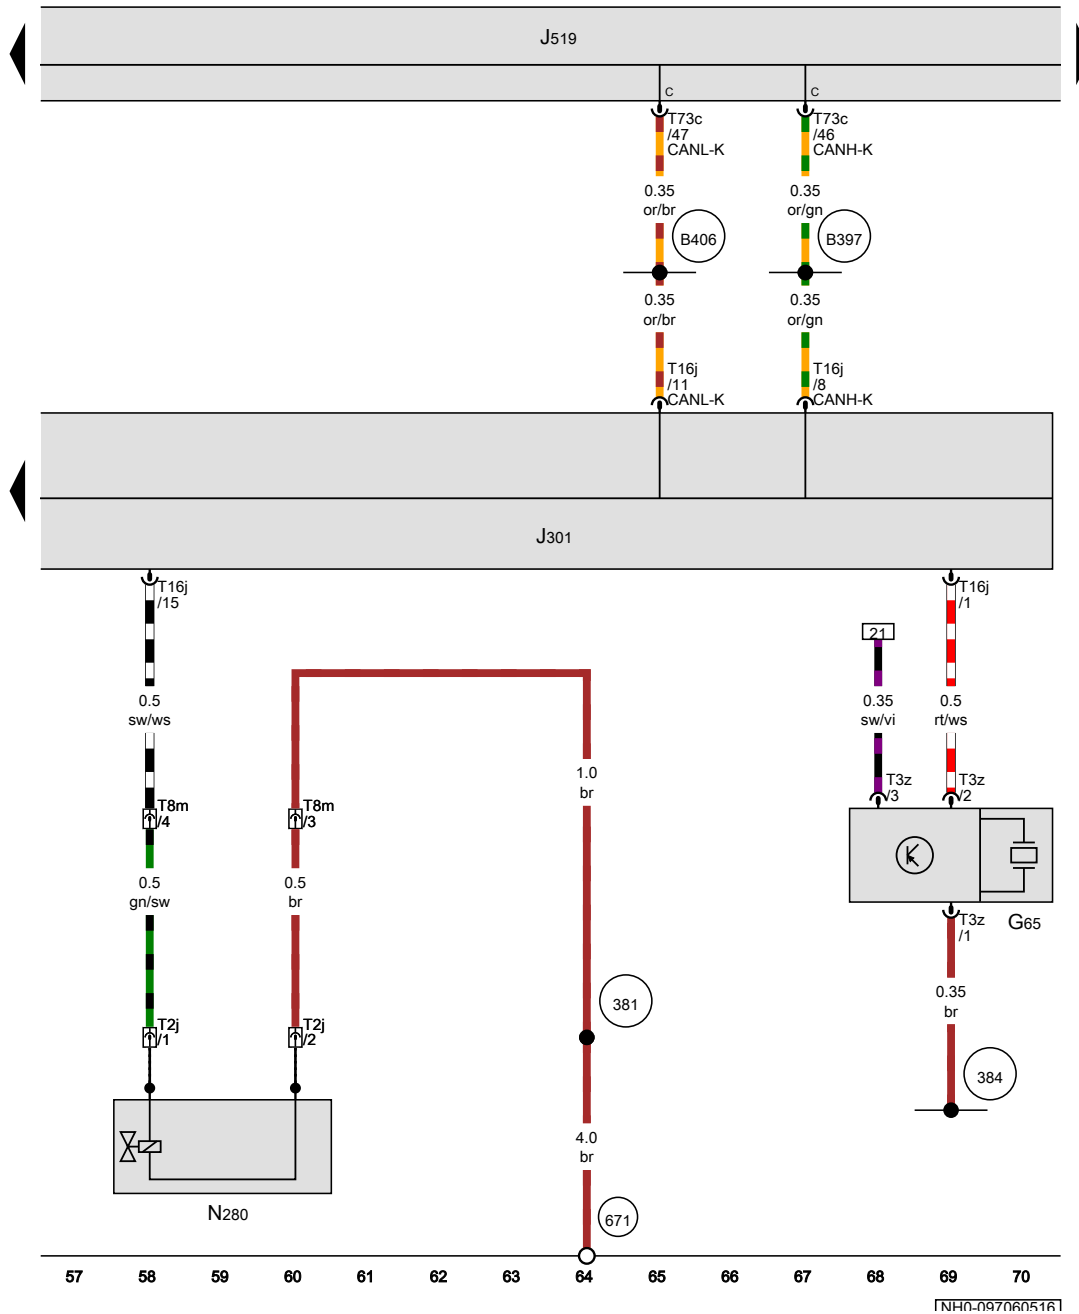 J519
c
c
T73c
/47
CANL-K
T73c
/46
CANH-K
0.35
or/br
0.35
or/gn
B406
B397
0.35
or/br
0.35
or/gn
T16j
/11
CANL-K
T16j
/8
CANH-K
J301
T16j
/15
T16j
/1
21
0.5
sw/ws
0.35
sw/vi
0.5
rt/ws
1.0
br
T3z
/3
T3z
/2
T8m
/4
T8m
/3
0.5
gn/sw
0.5
br
T3z
/1
G65
0.35
br
381
T2j
/1
T2j
/2
384
4.0
br
N280
671
57 58 59 60 61 62 63 64 65 66 67 68 69 70
NH0-097060516